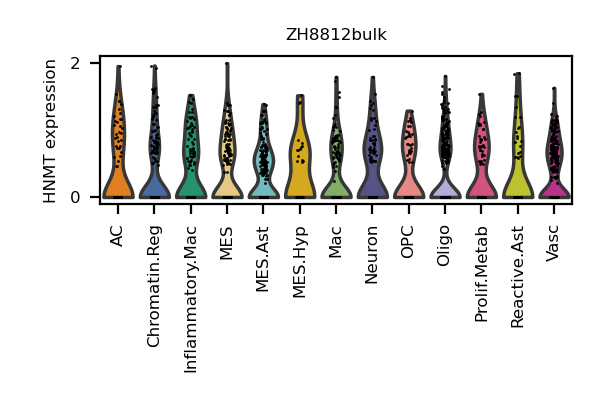 ZH8812bulk
HNMT expression
2
0
AC
Chromatin.Reg
Inflammatory.Mac
MES
MES.Ast
MES.Hyp
Mac
Neuron
OPC
Oligo
Prolif.Metab
Reactive.Ast
Vasc